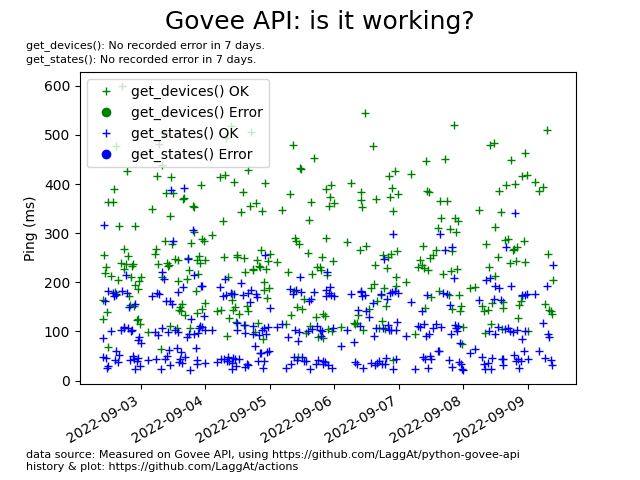 Govee API: is it working?
get_devices(): No recorded error in 7 days.
get_states(): No recorded error in 7 days.
get_devices() OK
get_devices() Error
get_states() OK
get_states() Error
Ping (ms)
600
500
400
300
200
100
0
2022-09-03
2022-09-04
2022-09-05
2022-09-06
2022-09-07
2022-09-08
2022-09-09
data source: Measured on Govee API, using https://github.com/LaggAt/python-govee-api
history & plot: https://github.com/LaggAt/actions